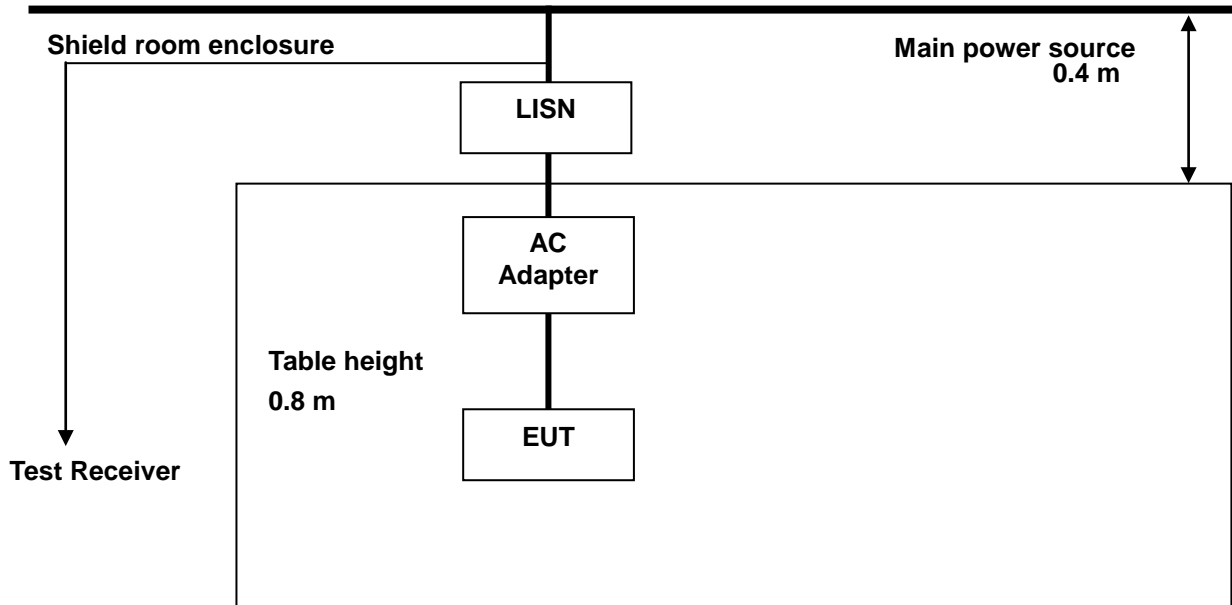 Shield room enclosure
Main power source
0.4 m
LISN
AC
Adapter
Table height
0.8 m
EUT
Test Receiver